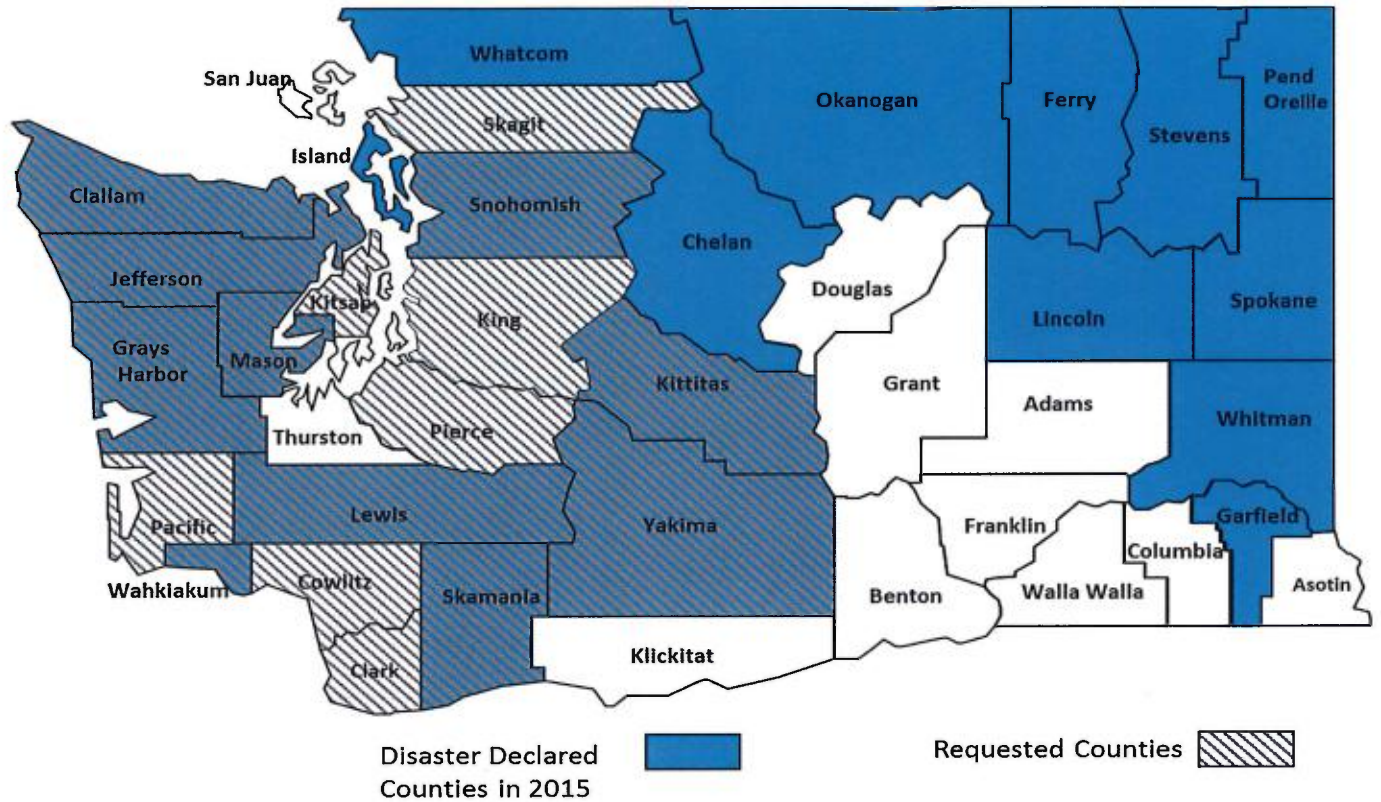 Whatcom
San Juan
Okanogan
Ferry
Pend
Oreille
Skagit
Stevens
Island
Clallam
Snohomish
Chelan
Jefferson
Douglas
Kitsap
King
Lincoln
Spokane
Grays
Harbor
Mason
Kittitas
Grant
Adams
Whitman
Thurston
Pierce
Pacific
Lewis
Yakima
Franklin
Garfield
Columbia
Wahkiakum
Cowlitz
Skamania
Benton
Walla Walla
Asotin
Clark
Klickitat
Disaster Declared
Counties in 2015
Requested Counties